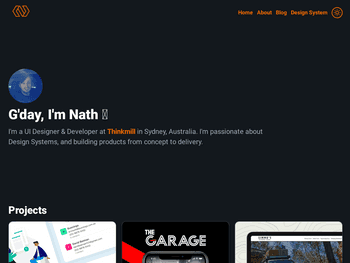 Home About Blog Design System
G'day, I'm Nath
I'm a UI Designer & Developer at Thinkmill in Sydney, Australia. I'm passionate about
Design Systems, and building products from concept to delivery.
Projects
THE
GARAGE